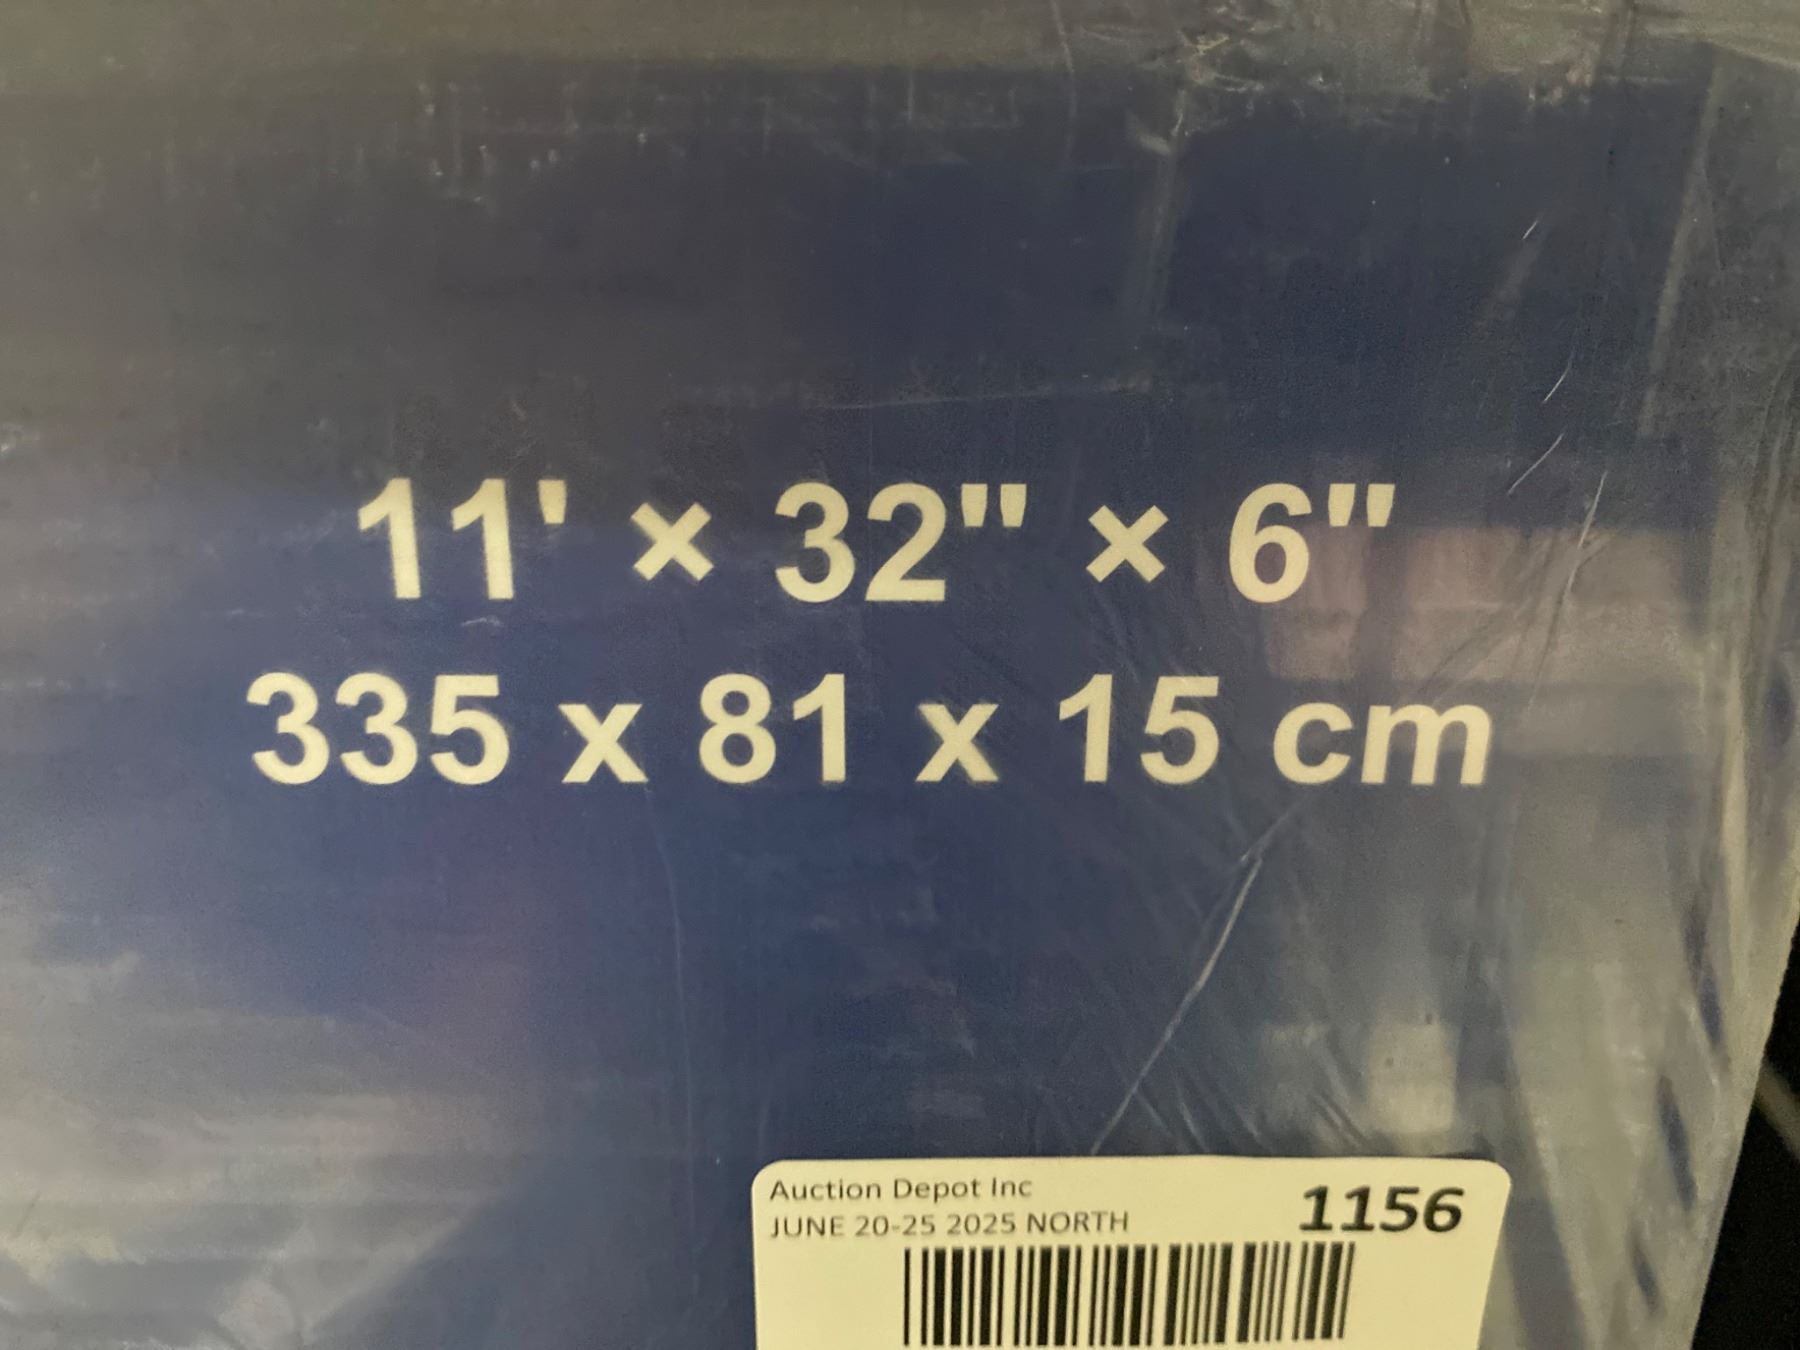 11' × 32" × 6"
335 x 81 x 15 cm
Auction Depot Inc
1156
JUNE 20-25 2025 NORTH